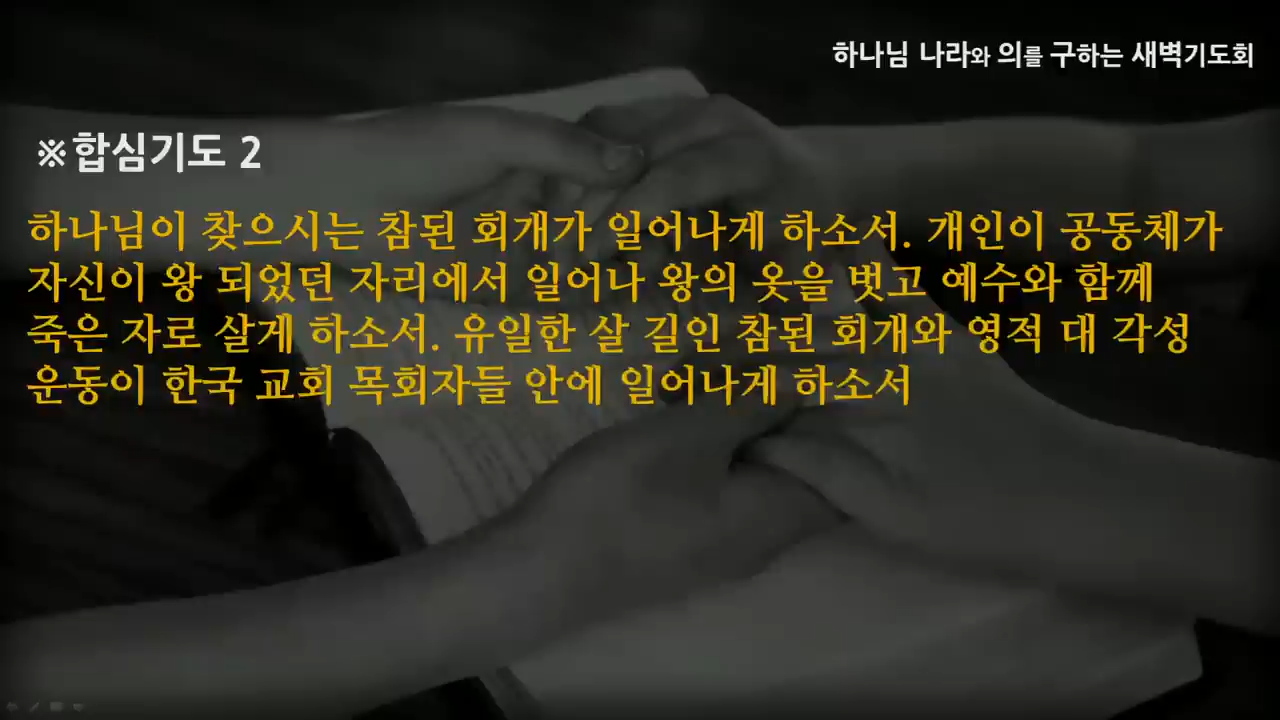 하나님 나라와 의를 구하는 새벽기도회
※합심기도 2
하나님이 찾으시는 참된 회개가 일어나게 하소서. 개인이 공동체가
자신이 왕 되었던 자리에서 일어나 왕의 옷을 벗고 예수와 함께
죽은 자로 살게 하소서. 유일한 살 길인 참된 회개와 영적 대 각성
운동이 한국 교회 목회자들 안에 일어나게 하소서